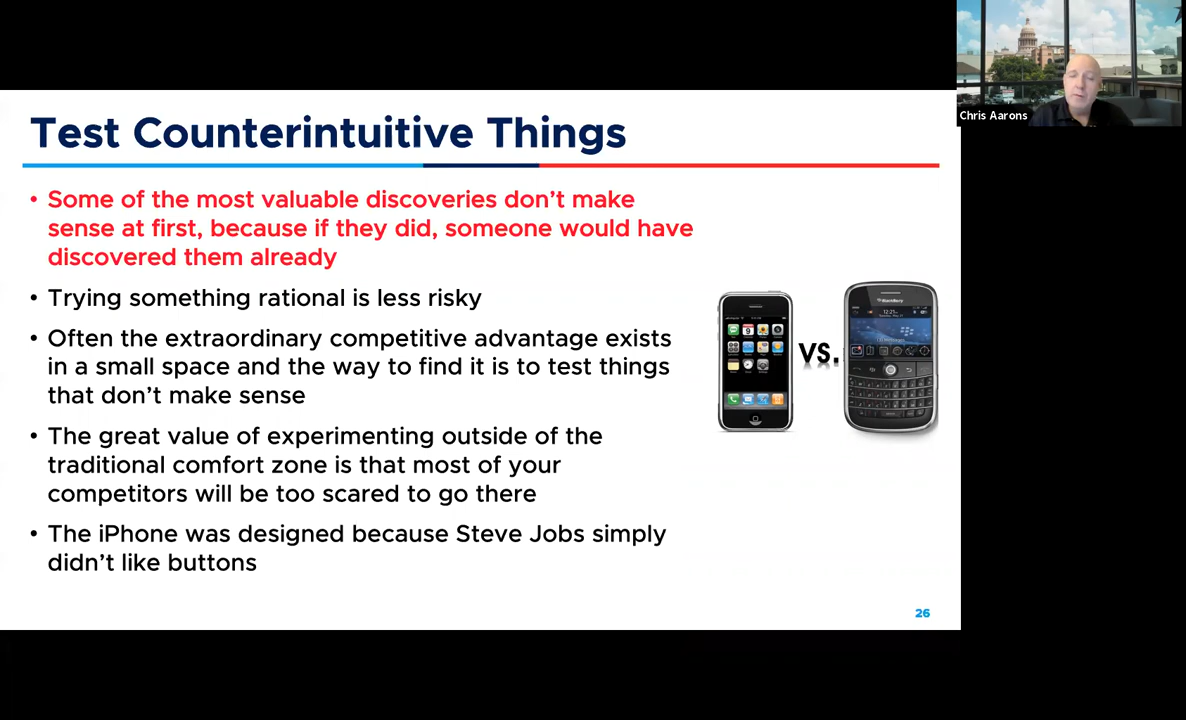 Chris Aarons
Test Counterintuitive Things
• Some of the most valuable discoveries don't make
sense at first, because if they did, someone would have
discovered them already
• Trying something rational is less risky
• Often the extraordinary competitive advantage exists
in a small space and the way to find it is to test things
that don't make sense
• The great value of experimenting outside of the
traditional comfort zone is that most of your
competitors will be too scared to go there
• The iPhone was designed because Steve Jobs simply
didn't like buttons
VS.
BlackBerry
12:21
26